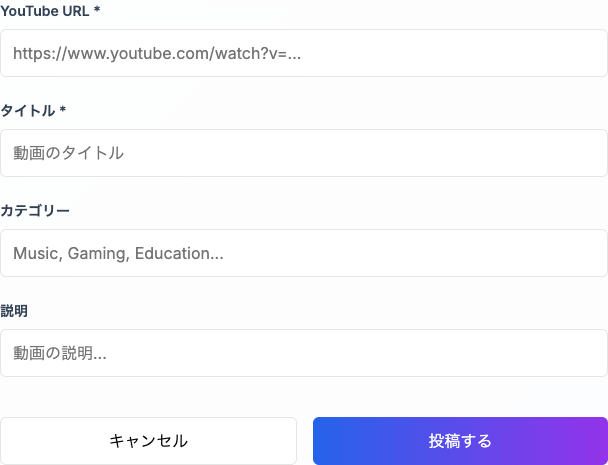 YouTube URL *
https://www.youtube.com/watch?v=...
タイトル *
動画のタイトル
カテゴリー
Music, Gaming, Education...
説明
動画の説明...
キャンセル
投稿する